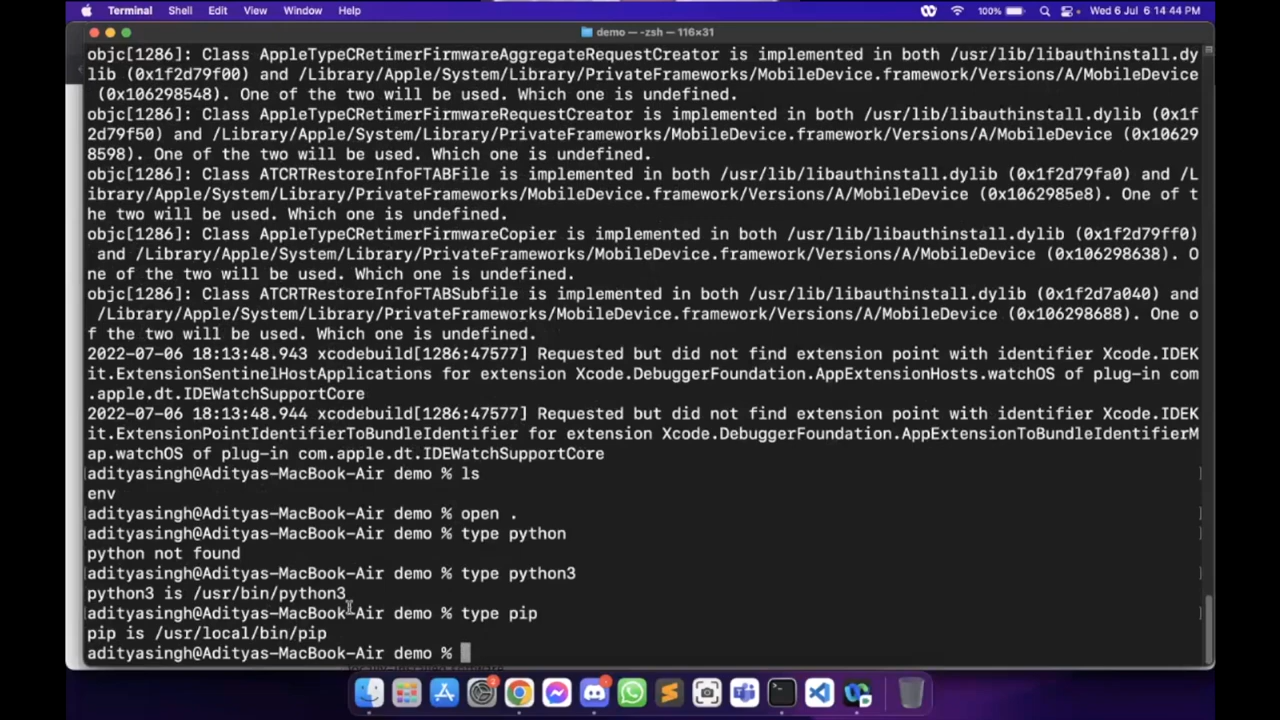 Terminal Shell Edit View Window Help 100% Wed 6 Jul 6 14 44 PM
demo — -zsh — 116×31
objc[1286]: Class AppleTypeCRetimerFirmwareAggregateRequestCreator is implemented in both /usr/lib/libauthinstall.dy
lib (0x1f2d79f00) and /Library/Apple/System/Library/PrivateFrameworks/MobileDevice.framework/Versions/A/MobileDevice
(0x106298548). One of the two will be used. Which one is undefined.
objc[1286]: Class AppleTypeCRetimerFirmwareRequestCreator is implemented in both /usr/lib/libauthinstall.dylib (0x1f
2d79f50) and /Library/Apple/System/Library/PrivateFrameworks/MobileDevice.framework/Versions/A/MobileDevice (0x10629
8598). One of the two will be used. Which one is undefined.
objc[1286]: Class ATCRTRestoreInfoFTABFile is implemented in both /usr/lib/libauthinstall.dylib (0x1f2d79fa0) and /L
ibrary/Apple/System/Library/PrivateFrameworks/MobileDevice.framework/Versions/A/MobileDevice (0x1062985e8). One of t
he two will be used. Which one is undefined.
objc[1286]: Class AppleTypeCRetimerFirmwareCopier is implemented in both /usr/lib/libauthinstall.dylib (0x1f2d79ff0)
and /Library/Apple/System/Library/PrivateFrameworks/MobileDevice.framework/Versions/A/MobileDevice (0x106298638). O
ne of the two will be used. Which one is undefined.
objc[1286]: Class ATCRTRestoreInfoFTABSubfile is implemented in both /usr/lib/libauthinstall.dylib (0x1f2d7a040) and
/Library/Apple/System/Library/PrivateFrameworks/MobileDevice.framework/Versions/A/MobileDevice (0x106298688). One o
f the two will be used. Which one is undefined.
2022-07-06 18:13:48.943 xcodebuild[1286:47577] Requested but did not find extension point with identifier Xcode.IDEK
it.ExtensionSentinelHostApplications for extension Xcode.DebuggerFoundation.AppExtensionHosts.watchOS of plug-in com
.apple.dt.IDEWatchSupportCore
2022-07-06 18:13:48.944 xcodebuild[1286:47577] Requested but did not find extension point with identifier Xcode.IDEK
it.ExtensionPointIdentifierToBundleIdentifier for extension Xcode.DebuggerFoundation.AppExtensionToBundleIdentifierM
ap.watchOS of plug-in com.apple.dt.IDEWatchSupportCore
adityasingh@Adityas-MacBook-Air demo % ls
env
adityasingh@Adityas-MacBook-Air demo % open .
adityasingh@Adityas-MacBook-Air demo % type python
python not found
adityasingh@Adityas-MacBook-Air demo % type python3
python3 is /usr/bin/python3
adityasingh@Adityas-MacBook-Air demo % type pip
pip is /usr/local/bin/pip
adityasingh@Adityas-MacBook-Air demo %